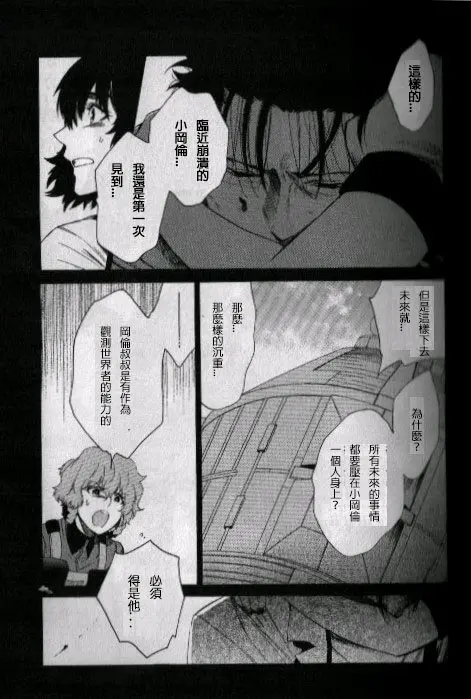 這樣的…
臨近崩潰的
小岡倫…
我還是第一次
見到…
但是這樣下去
未來就…
為什麼?
所有未來的事情
都要壓在小岡倫
一個人身上?
那麼…
那麼樣的沉重…
岡倫叔叔是有作為
觀測世界者的能力的
必須
得是他..